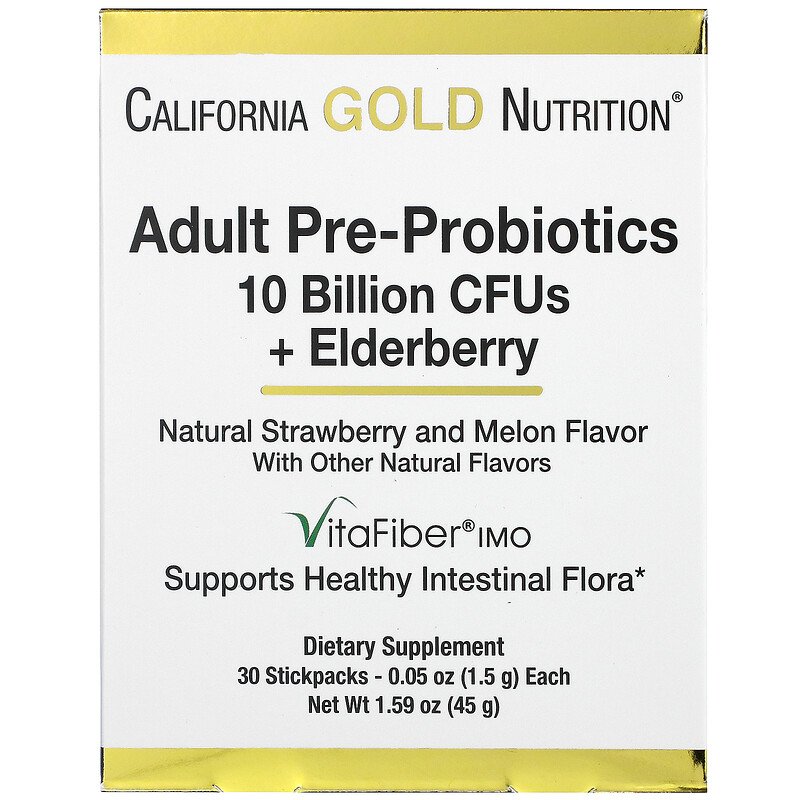 CALIFORNIA GOLD NUTRITION®
Adult Pre-Probiotics
10 Billion CFUs
+ Elderberry
Natural Strawberry and Melon Flavor
With Other Natural Flavors
VitaFiber® IMO
Supports Healthy Intestinal Flora*
Dietary Supplement
30 Stickpacks - 0.05 oz (1.5 g) Each
Net Wt 1.59 oz (45 g)